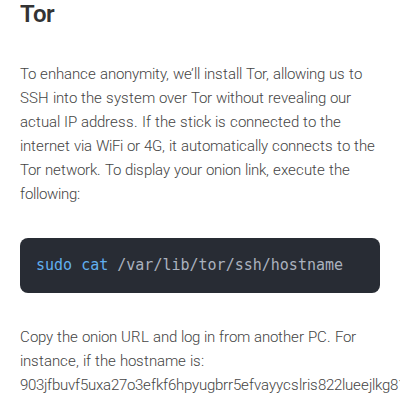 Tor
To enhance anonymity, we'll install Tor, allowing us to
SSH into the system over Tor without revealing our
actual IP address. If the stick is connected to the
internet via WiFi or 4G, it automatically connects to the
Tor network. To display your onion link, execute the
following:
sudo cat /var/lib/tor/ssh/hostname
Copy the onion URL and log in from another PC. For
instance, if the hostname is:
903jfbuvf5uxa27o3efkf6hpyugbrr5efvayycslris822lueejlkg8